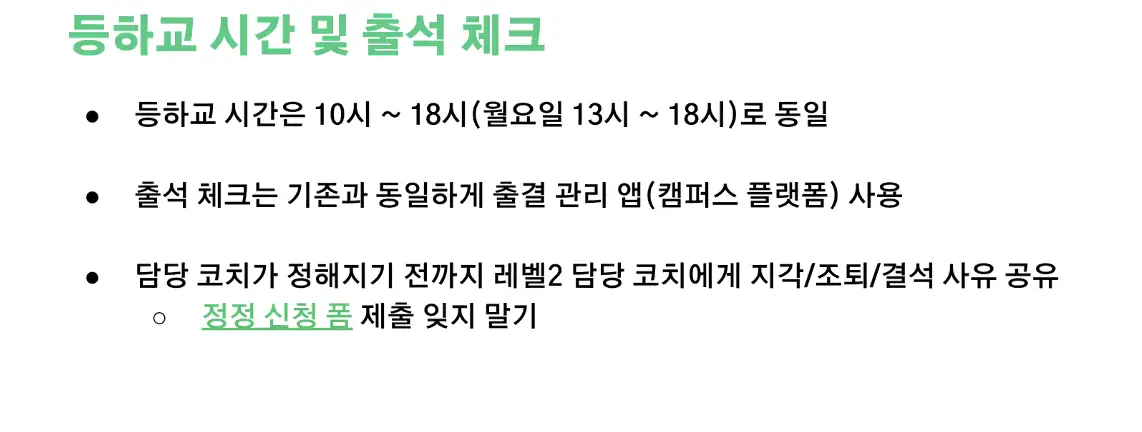 등하교 시간 및 출석 체크
● 등하교 시간은 10시 ~ 18시(월요일 13시 ~ 18시)로 동일
● 출석 체크는 기존과 동일하게 출결 관리 앱(캠퍼스 플랫폼) 사용
● 담당 코치가 정해지기 전까지 레벨2 담당 코치에게 지각/조퇴/결석 사유 공유
○ 정정 신청 폼 제출 잊지 말기